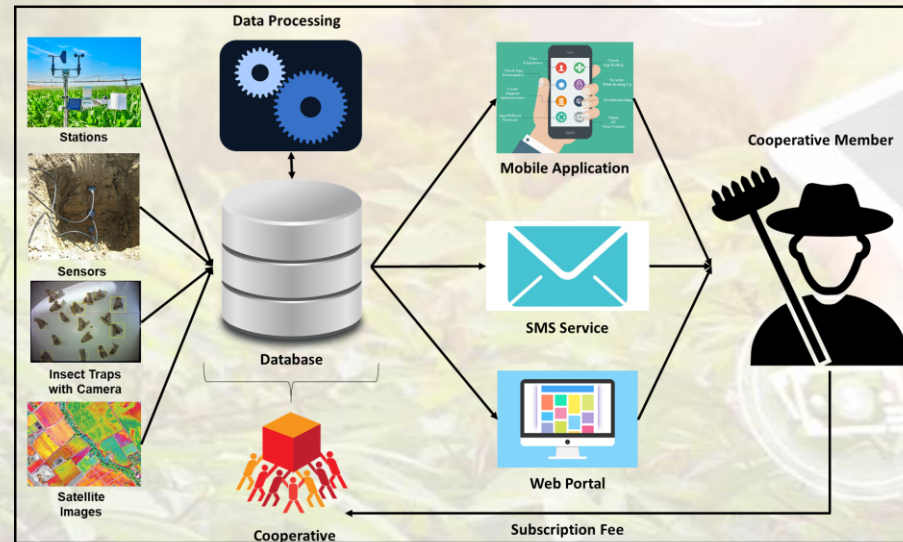 Data Processing
Stations
Sensors
Insect Traps
with Camera
Satellite
Images
Database
Cooperative
Mobile Application
SMS Service
Web Portal
Cooperative Member
Subscription Fee